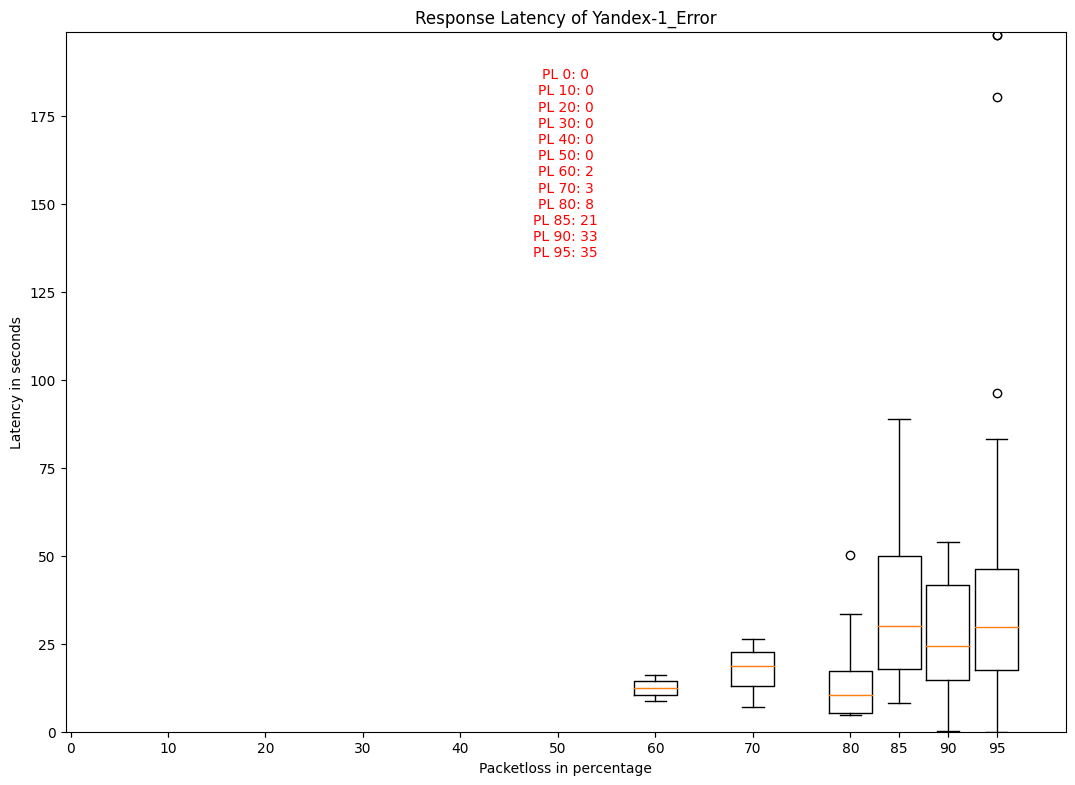 Response Latency of Yandex-1_Error
PL 0: 0
PL 10: 0
PL 20: 0
PL 30: 0
PL 40: 0
PL 50: 0
PL 60: 2
PL 70: 3
PL 80: 8
PL 85: 21
PL 90: 33
PL 95: 35
Latency in seconds
175
150
125
100
75
50
25
0
0 10 20 30 40 50 60 70 80 85 90 95
Packetloss in percentage